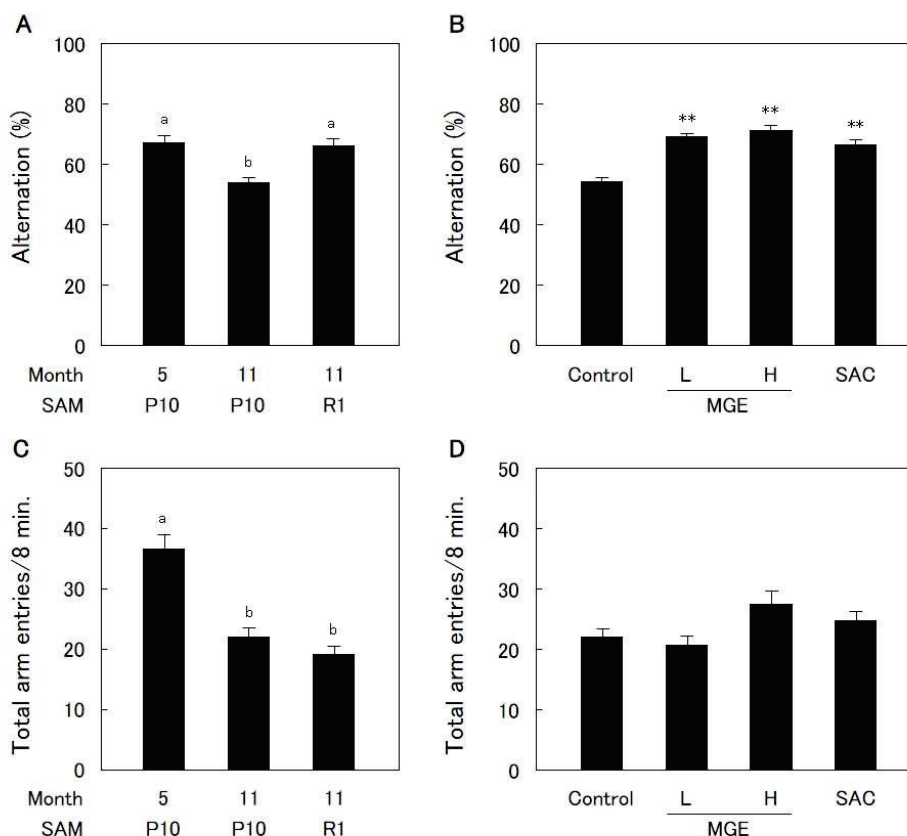 A
Alternation (%)
100
80
60
40
20
0
a
b
a
Month 5 11 11
SAM P10 P10 R1
B
Alternation (%)
100
80
60
40
20
0
**
**
**
Control L H SAC
MGE
C
Total arm entries/8 min.
50
40
30
20
10
0
a
b
b
Month 5 11 11
SAM P10 P10 R1
D
Total arm entries/8 min.
50
40
30
20
10
0
Control L H SAC
MGE